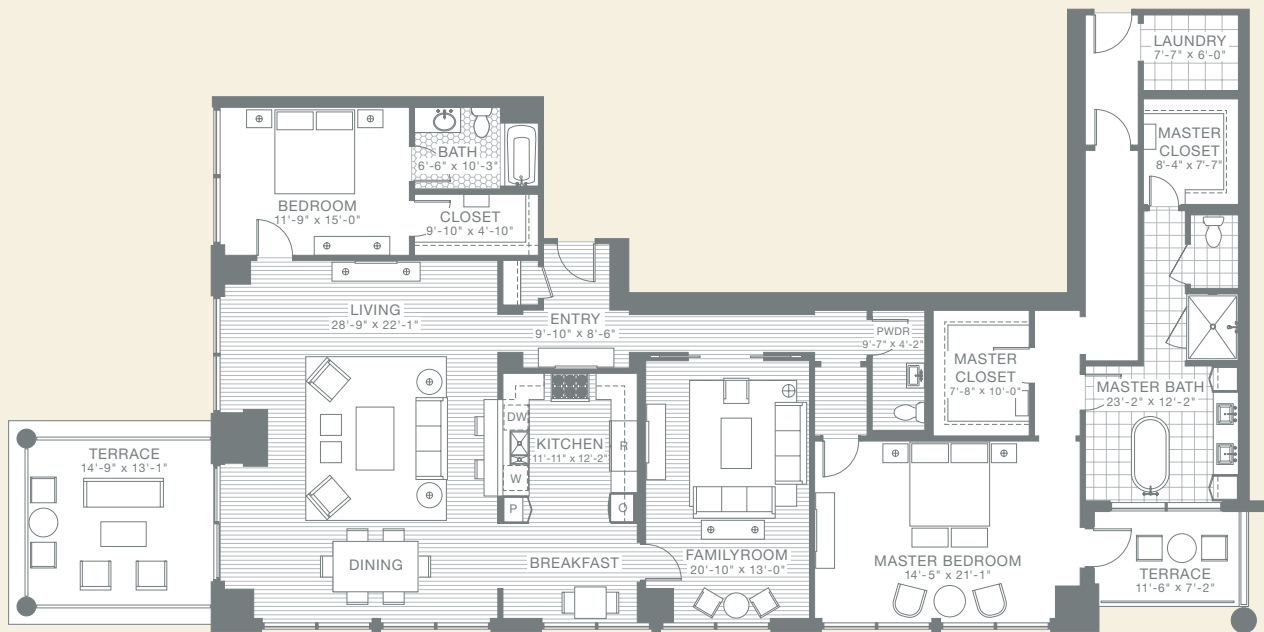 LAUNDRY
7'-7" x 6'-0"
MASTER
CLOSET
8'-4" x 7'-7"
BATH
6'-6" x 10'-3"
BEDROOM
11'-9" x 15'-0"
CLOSET
9'-10" x 4'-10"
LIVING
28'-9" x 22'-1"
ENTRY
9'-10" x 8'-6"
PWDR
9'-7" x 4'-2"
MASTER
CLOSET
7'-8" x 10'-0"
MASTER BATH
23'-2" x 12'-2"
DW
KITCHEN
11'-11" x 12'-2"
R
W
P
O
TERRACE
14'-9" x 13'-1"
DINING
BREAKFAST
FAMILYROOM
20'-10" x 13'-0"
MASTER BEDROOM
14'-5" x 21'-1"
TERRACE
11'-6" x 7'-2"